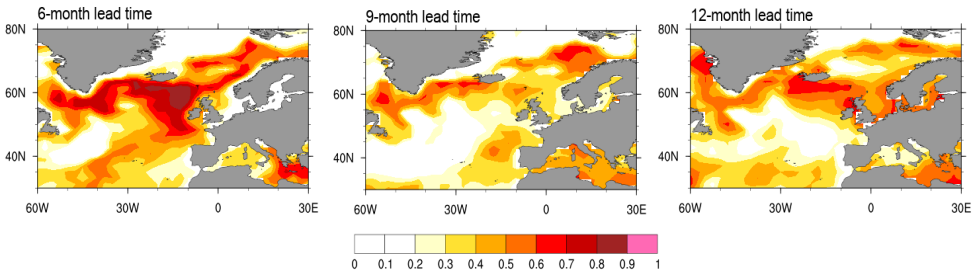 6-month lead time
9-month lead time
12-month lead time
80N
60N
40N
60W 30W 0 30E
80N
60N
40N
60W 30W 0 30E
80N
60N
40N
60W 30W 0 30E
0 0.1 0.2 0.3 0.4 0.5 0.6 0.7 0.8 0.9 1